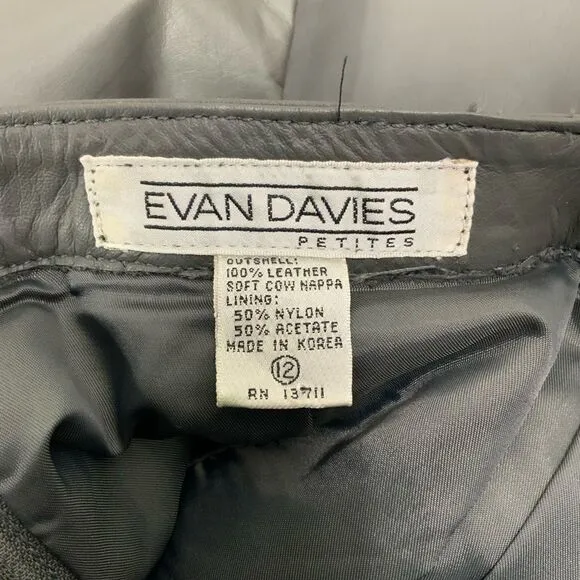 EVAN DAVIES
PETITES
OUTSHELL:
100% LEATHER
SOFT COW NAPPA
LINING:
50% NYLON
50% ACETATE
MADE IN KOREA
12
RN 13711